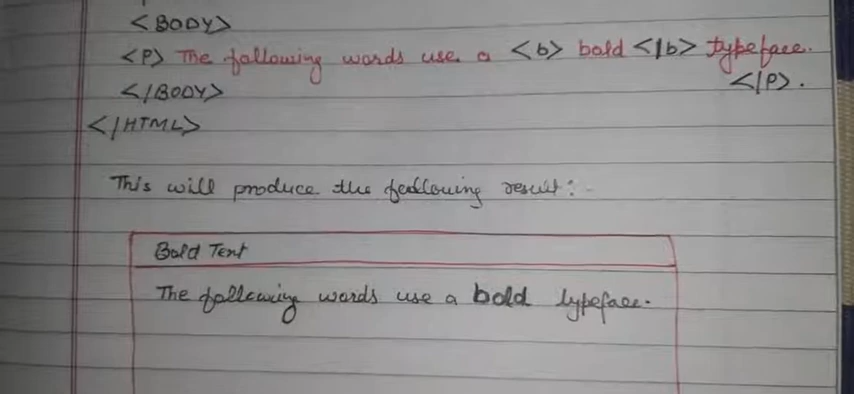 <BODY>
<P> The following words use a <b> bold </b> typeface.
</P>.
</BODY>
</HTML>
This will produce the following result:-
Bold Text
The following words use a bold typeface.